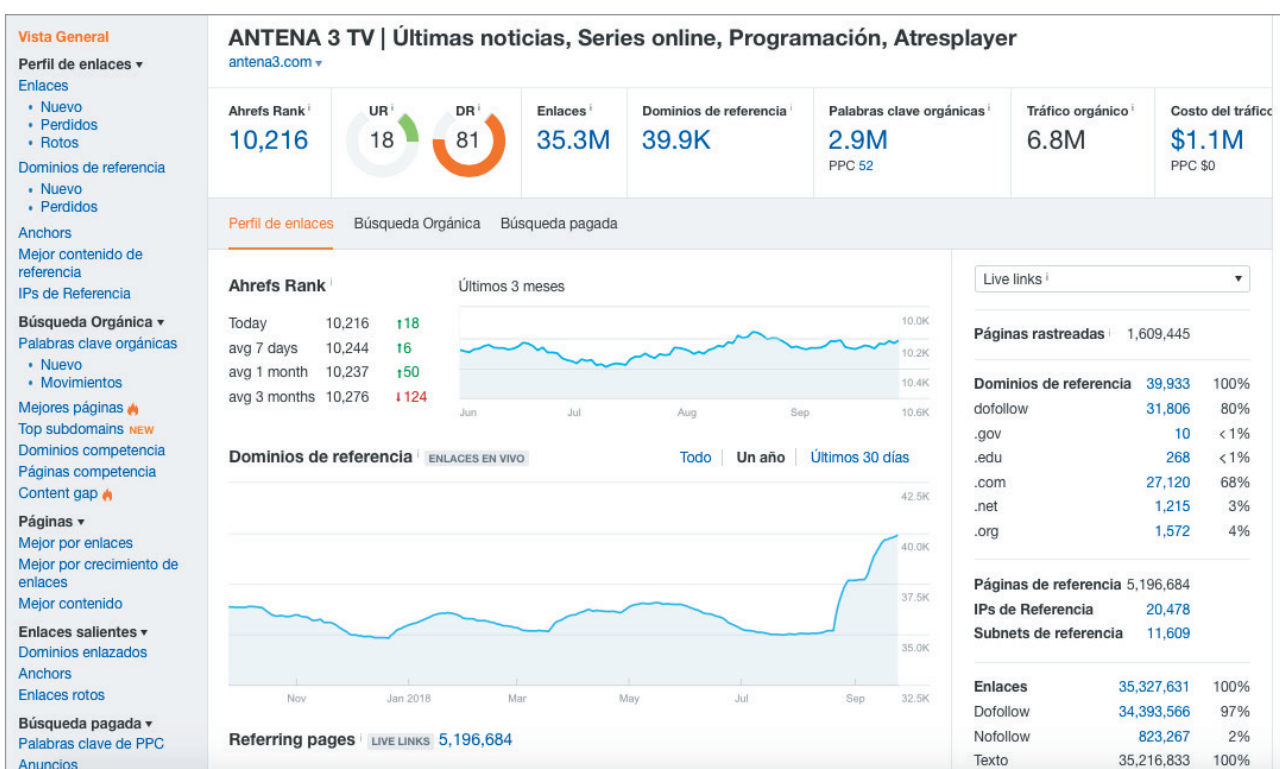 Vista General
Perfil de enlaces ▾
Enlaces
• Nuevo
• Perdidos
• Rotos
Dominios de referencia
• Nuevo
• Perdidos
Anchors
Mejor contenido de
referencia
IPs de Referencia
Búsqueda Orgánica ▾
Palabras clave orgánicas
• Nuevo
• Movimientos
Mejores páginas
Top subdomains NEW
Dominios competencia
Páginas competencia
Content gap
Páginas ▾
Mejor por enlaces
Mejor por crecimiento de
enlaces
Mejor contenido
Enlaces salientes ▾
Dominios enlazados
Anchors
Enlaces rotos
Búsqueda pagada ▾
Palabras clave de PPC
Anuncios
ANTENA 3 TV | Últimas noticias, Series online, Programación, Atresplayer
antena3.com ▾
Ahrefs Rank i
10,216
UR i
18
DR i
81
Enlaces i
35.3M
Dominios de referencia i
39.9K
Palabras clave orgánicas i
2.9M
PPC 52
Tráfico orgánico i
6.8M
Costo del tráfico
$1.1M
PPC $0
Perfil de enlaces Búsqueda Orgánica Búsqueda pagada
Ahrefs Rank i
Today 10,216 ↑18
avg 7 days 10,244 ↑6
avg 1 month 10,237 ↑50
avg 3 months 10,276 ↓124
Últimos 3 meses
10.0K
10.2K
10.4K
10.6K
Jun Jul Aug Sep
Dominios de referencia i ENLACES EN VIVO
Todo Un año Últimos 30 días
42.5K
40.0K
37.5K
35.0K
32.5K
Nov Jan 2018 Mar May Jul Sep
Referring pages i LIVE LINKS 5,196,684
Live links i ▾
Páginas rastreadas i 1,609,445
Dominios de referencia 39,933 100%
dofollow 31,806 80%
.gov 10 <1%
.edu 268 <1%
.com 27,120 68%
.net 1,215 3%
.org 1,572 4%
Páginas de referencia 5,196,684
IPs de Referencia 20,478
Subnets de referencia 11,609
Enlaces 35,327,631 100%
Dofollow 34,393,566 97%
Nofollow 823,267 2%
Texto 35,216,833 100%